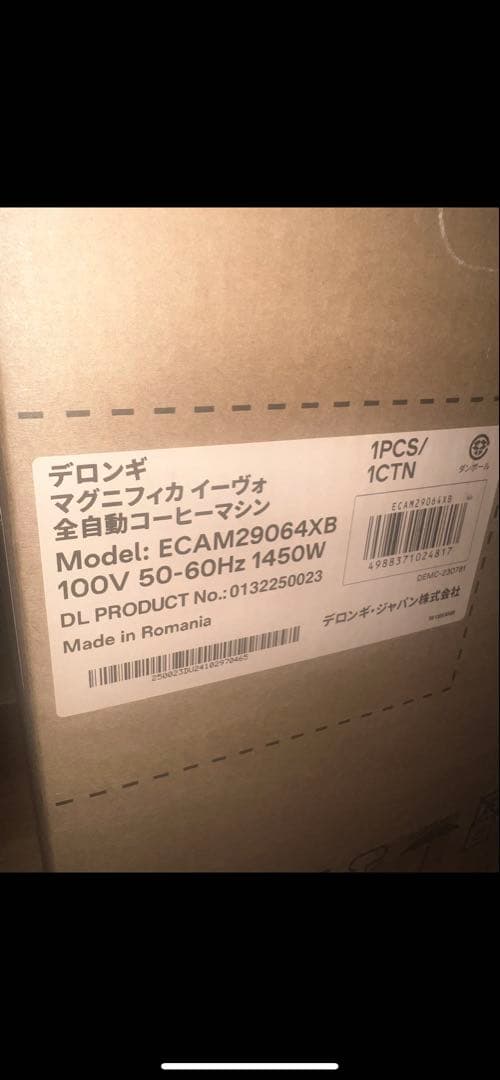 デロンギ
マグニフィカ イーヴォ
全自動コーヒーマシン
Model: ECAM29064XB
100V 50-60Hz 1450W
DL PRODUCT No.: 0132250023
Made in Romania
250023DU24102970465
1PCS/
1CTN
ダンボール
ECAM29064XB
4988371024817
DEMC-230781
デロンギ・ジャパン株式会社